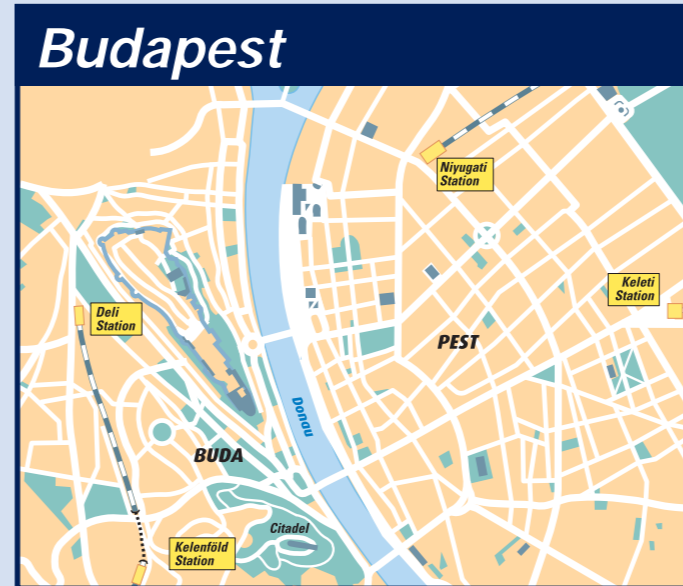 Budapest
Niyugati
Station
Keleti
Station
Deli
Station
PEST
Donau
BUDA
Citadel
Kelenföld
Station